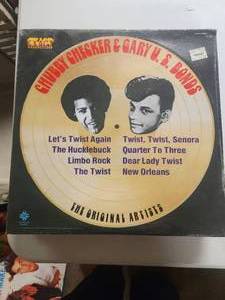 CHUBBY CHECKER & GARY U.S. BONDS
Let's Twist Again
The Hucklebuck
Limbo Rock
The Twist
Twist, Twist, Senora
Quarter To Three
Dear Lady Twist
New Orleans
THE ORIGINAL ARTISTS